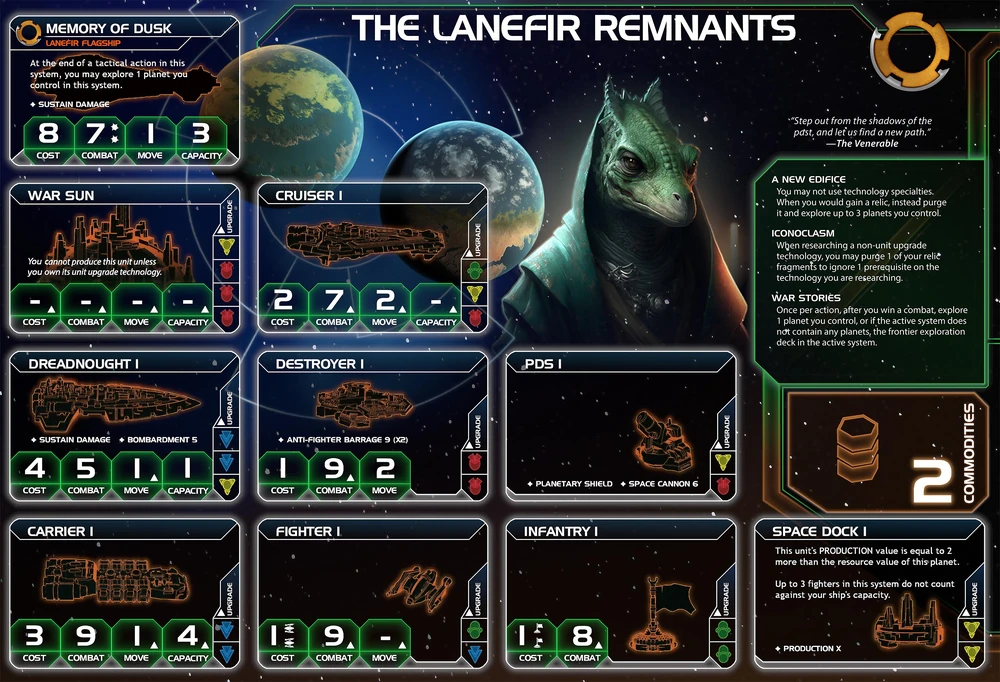 THE LANEFIR REMNANTS
MEMORY OF DUSK
LANEFIR FLAGSHIP
At the end of a tactical action in this
system, you may explore 1 planet you
control in this system.
SUSTAIN DAMAGE
8 7 1 3
COST COMBAT MOVE CAPACITY
"Step out from the shadows of the
past, and let us find a new path."
—The Venerable
A NEW EDIFICE
You may not use technology specialties.
When you would gain a relic, instead purge
it and explore up to 3 planets you control.
ICONOCLASM
When researching a non-unit upgrade
technology, you may purge 1 of your relic
fragments to ignore 1 prerequisite on the
technology you are researching.
WAR STORIES
Once per action, after you win a combat, explore
1 planet you control, or if the active system does
not contain any planets, the frontier exploration
deck in the active system.
WAR SUN
UPGRADE
You cannot produce this unit unless
you own its unit upgrade technology.
- - - -
COST COMBAT MOVE CAPACITY
CRUISER I
UPGRADE
2 7 2 -
COST COMBAT MOVE CAPACITY
DREADNOUGHT I
UPGRADE
SUSTAIN DAMAGE BOMBARDMENT 5
4 5 1 1
COST COMBAT MOVE CAPACITY
DESTROYER I
UPGRADE
ANTI-FIGHTER BARRAGE 9 (X2)
1 9 2
COST COMBAT MOVE
PDS I
UPGRADE
PLANETARY SHIELD SPACE CANNON 6
2
COMMODITIES
CARRIER I
UPGRADE
3 9 1 4
COST COMBAT MOVE CAPACITY
FIGHTER I
UPGRADE
1 9 -
COST COMBAT MOVE
INFANTRY I
UPGRADE
1 8
COST COMBAT
SPACE DOCK I
This unit's PRODUCTION value is equal to 2
more than the resource value of this planet.
Up to 3 fighters in this system do not count
against your ship's capacity.
UPGRADE
PRODUCTION X